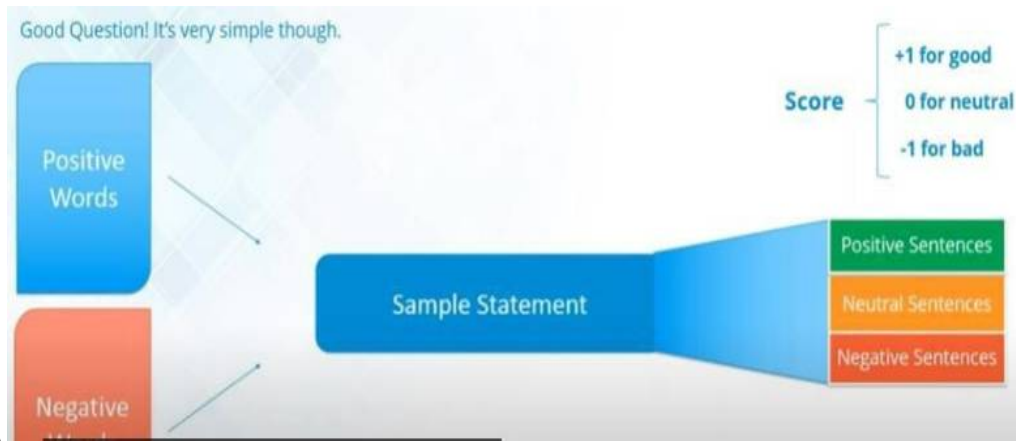 Good Question! It's very simple though.
Positive
Words
Score
+1 for good
0 for neutral
-1 for bad
Sample Statement
Positive Sentences
Neutral Sentences
Negative Sentences
Negative